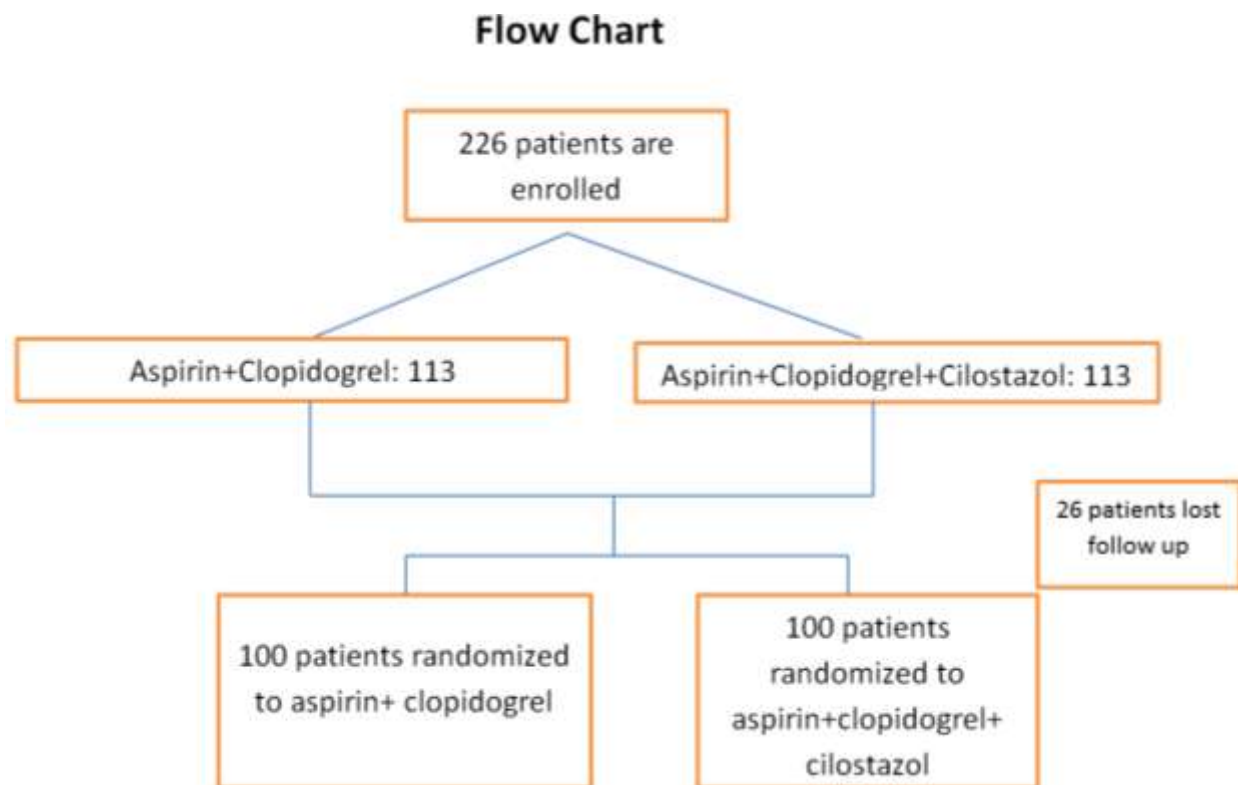 Flow Chart
226 patients are
enrolled
Aspirin+Clopidogrel: 113
Aspirin+Clopidogrel+Cilostazol: 113
26 patients lost
follow up
100 patients randomized
to aspirin+ clopidogrel
100 patients
randomized to
aspirin+clopidogrel+
cilostazol